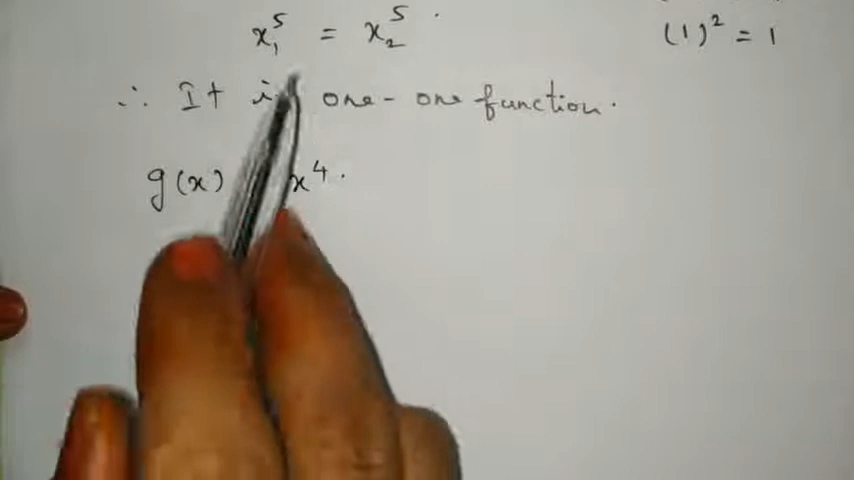 x₁⁵ = x₂⁵.
(1)² = 1
∴ It is one-one function.
g(x) x⁴.